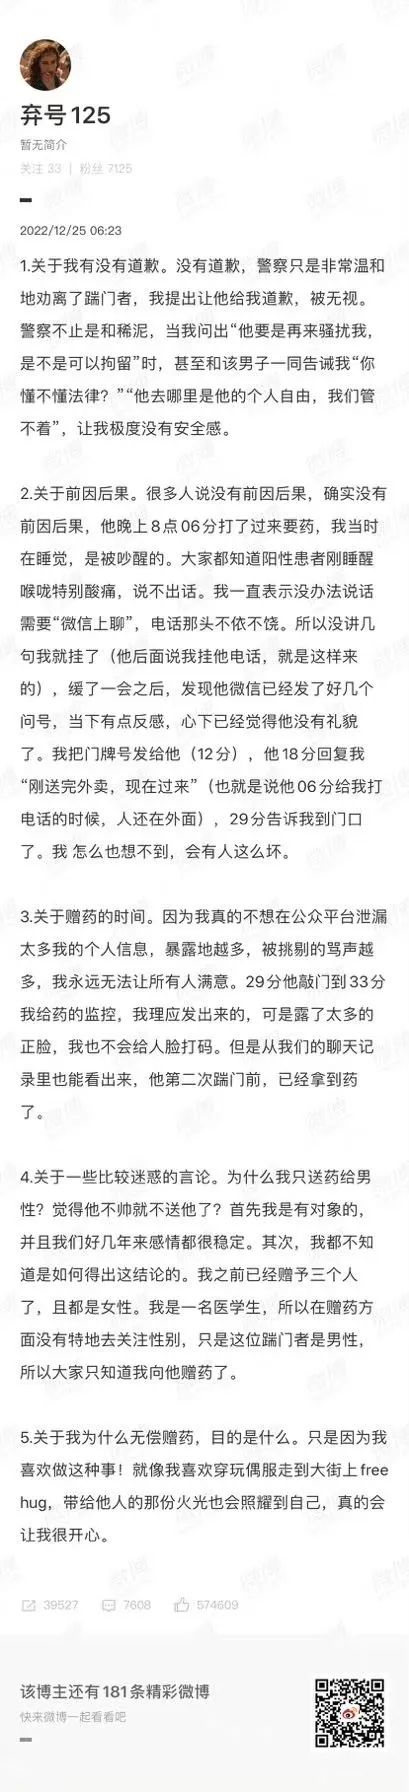 弃号125
暂无简介
关注 33 | 粉丝 7125
2022/12/25 06:23
1.关于我有没有道歉。没有道歉，警察只是非常温和
地劝离了踹门者，我提出让他给我道歉，被无视。
警察不止是和稀泥，当我问出“他要是再来骚扰我，
是不是可以拘留”时，甚至和该男子一同告诫我“你
懂不懂法律？”“他去哪里是他的个人自由，我们管
不着”，让我极度没有安全感。
2.关于前因后果。很多人说没有前因后果，确实没有
前因后果，他晚上8点06分打了过来要药，我当时
在睡觉，是被吵醒的。大家都知道阳性患者刚睡醒
喉咙特别酸痛，说不出话。我一直表示没办法说话
需要“微信上聊”，电话那头不依不饶。所以没讲几
句我就挂了（他后面说我挂他电话，就是这样来
的），缓了一会之后，发现他微信已经发了好几个
问号，当下有点反感，心下已经觉得他没有礼貌
了。我把门牌号发给他（12分），他18分回复我
“刚送完外卖，现在过来”（也就是说他06分给我打
电话的时候，人还在外面），29分告诉我到门口
了。我 怎么也想不到，会有人这么坏。
3.关于赠药的时间。因为我真的不想在公众平台泄漏
太多我的个人信息，暴露地越多，被挑剔的骂声越
多，我永远无法让所有人满意。29分他敲门到33分
我给药的监控，我理应发出来的，可是露了太多的
正脸，我也不会给人脸打码。但是从我们的聊天记
录里也能看出来，他第二次踹门前，已经拿到药
了。
4.关于一些比较迷惑的言论。为什么我只送药给男
性？觉得他不帅就不送他了？首先我是有对象的，
并且我们好几年来感情都很稳定。其次，我都不知
道是如何得出这结论的。我之前已经赠予三个人
了，且都是女性。我是一名医学生，所以在赠药方
面没有特地去关注性别，只是这位踹门者是男性，
所以大家只知道我向他赠药了。
5.关于我为什么无偿赠药，目的是什么。只是因为我
喜欢做这种事！就像我喜欢穿玩偶服走到大街上free
hug，带给他人的那份火光也会照耀到自己，真的会
让我很开心。
39527 7608 574609
该博主还有181条精彩微博
快来微博一起看看吧